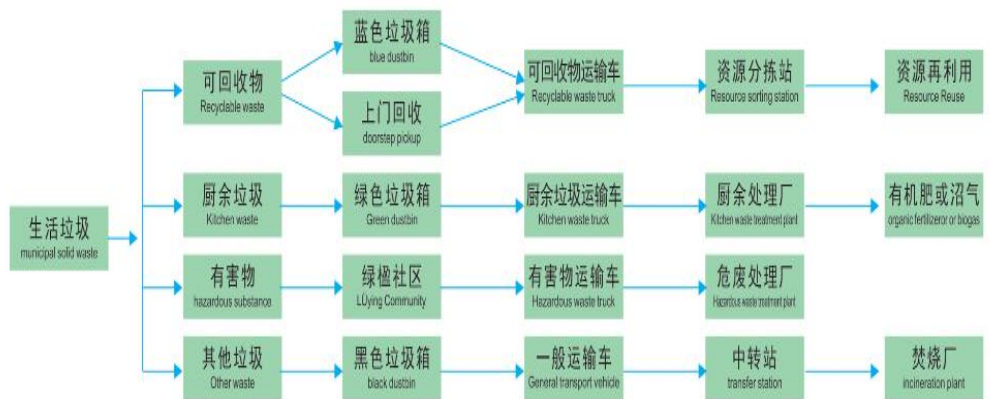 蓝色垃圾箱
blue dustbin
可回收物
Recyclable waste
可回收物运输车
Recyclable waste truck
资源分拣站
Resource sorting station
资源再利用
Resource Reuse
上门回收
doorstep pickup
厨余垃圾
Kitchen waste
绿色垃圾箱
Green dustbin
厨余垃圾运输车
Kitchen waste truck
厨余处理厂
Kitchen waste treatment plant
有机肥或沼气
organic fertilizeror or biogas
生活垃圾
municipal solid waste
有害物
hazardous substance
绿楹社区
LÜying Community
有害物运输车
Hazardous waste truck
危废处理厂
Hazardous waste treatment plant
其他垃圾
Other waste
黑色垃圾箱
black dustbin
一般运输车
General transport vehicle
中转站
transfer station
焚烧厂
incineration plant